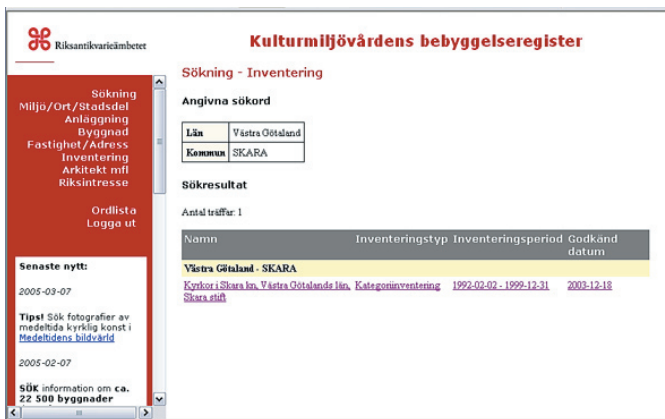 Riksantikvarieämbetet
Kulturmiljövårdens bebyggelseregister
Sökning
Miljö/Ort/Stadsdel
Anläggning
Byggnad
Fastighet/Adress
Inventering
Arkitekt mfl
Riksintresse
Ordlista
Logga ut
Senaste nytt:
2005-03-07
Tips! Sök fotografier av
medeltida kyrklig konst i
Medeltidens bildvärld
2005-02-07
SÖK information om ca.
22 500 byggnader
Sökning - Inventering
Angivna sökord
Län Västra Götaland
Kommun SKARA
Sökresultat
Antal träffar: 1
Namn Inventeringstyp Inventeringsperiod Godkänd
datum
Västra Götaland - SKARA
Kyrkor i Skara kn, Västra Götalands län, Kategoriinventering 1992-02-02 - 1999-12-31 2003-12-18
Skara stift